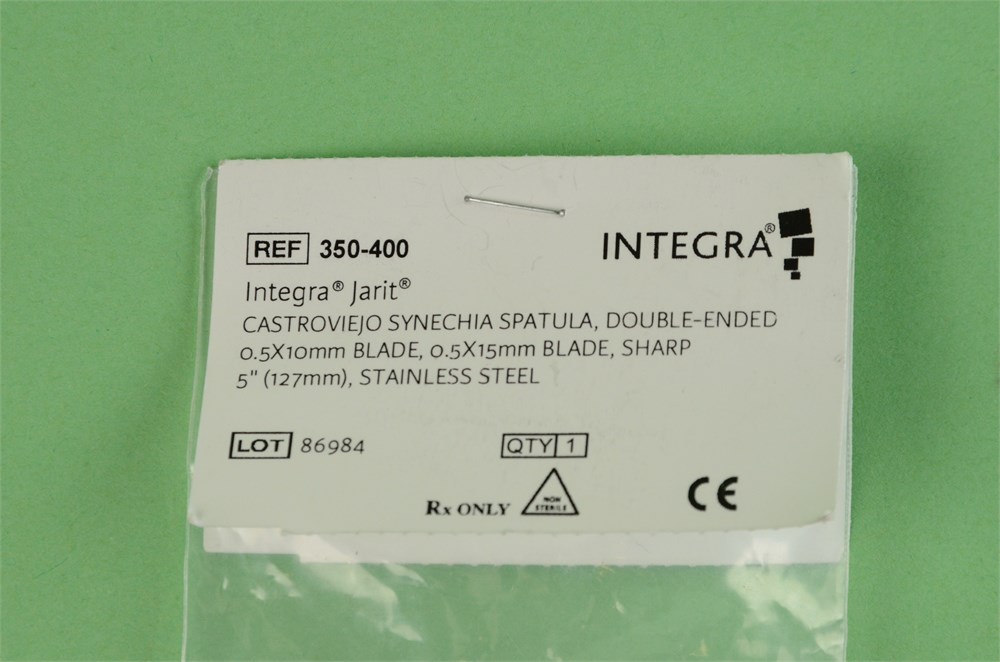 REF 350-400
INTEGRA®
Integra® Jarit®
CASTROVIEJO SYNECHIA SPATULA, DOUBLE-ENDED
0.5X10mm BLADE, 0.5X15mm BLADE, SHARP
5" (127mm), STAINLESS STEEL
LOT 86984
QTY 1
Rx ONLY
NON
STERILE
CE